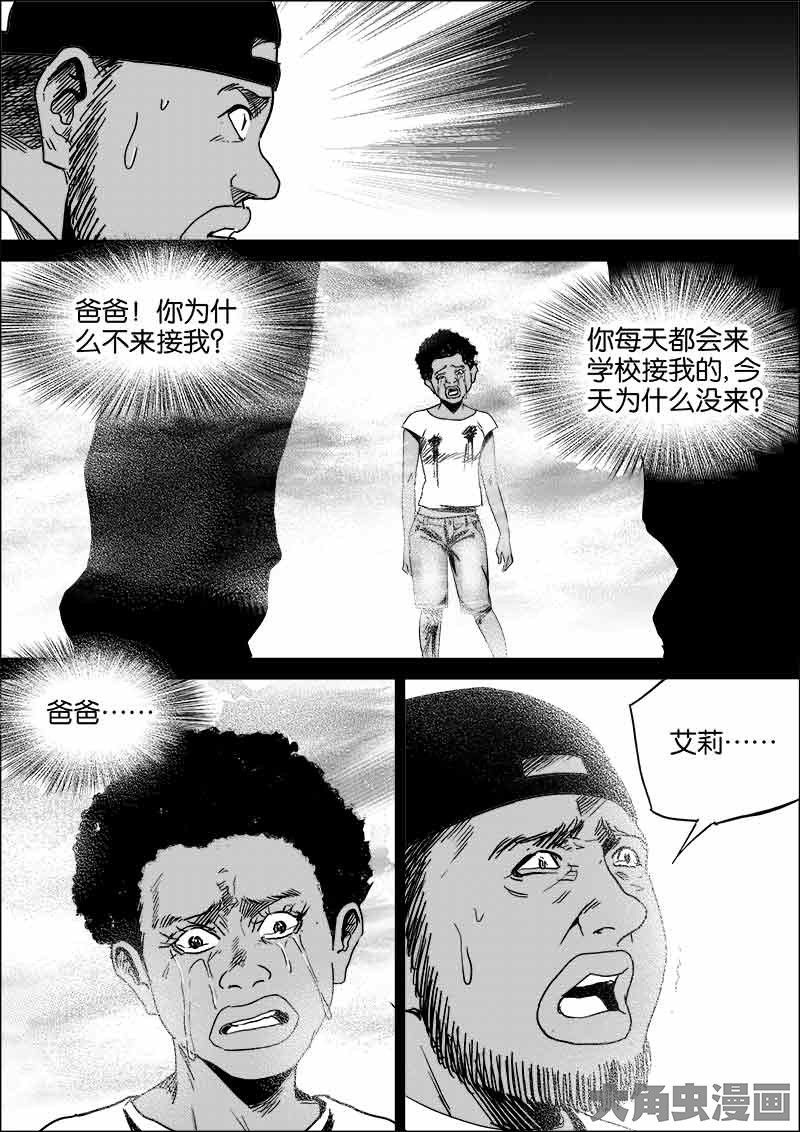 爸爸！你为什
么不来接我？
你每天都会来
学校接我的，今
天为什么没来？
爸爸……
艾莉……
大角虫漫画